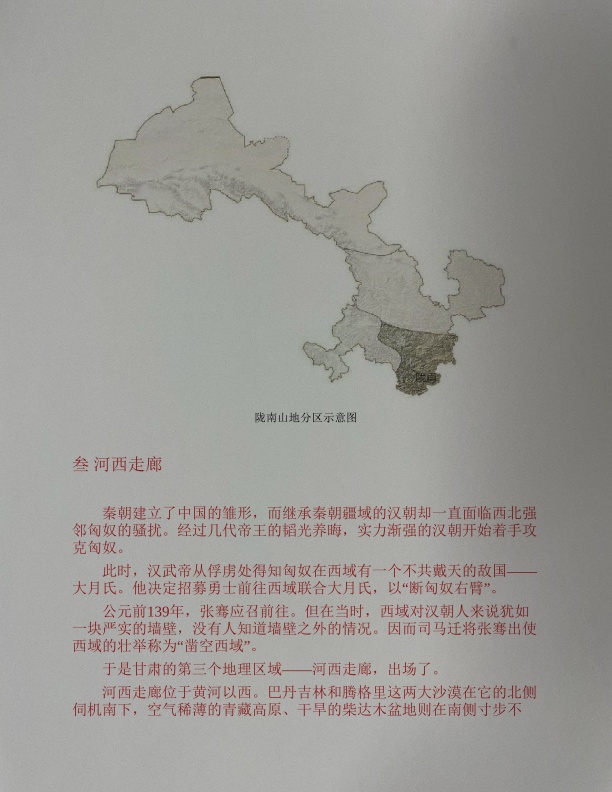 陇南
陇南山地分区示意图
叁 河西走廊
秦朝建立了中国的雏形，而继承秦朝疆域的汉朝却一直面临西北强
邻匈奴的骚扰。经过几代帝王的韬光养晦，实力渐强的汉朝开始着手攻
克匈奴。
此时，汉武帝从俘虏处得知匈奴在西域有一个不共戴天的敌国——
大月氏。他决定招募勇士前往西域联合大月氏，以“断匈奴右臂”。
公元前139年，张骞应召前往。但在当时，西域对汉朝人来说犹如
一块严实的墙壁，没有人知道墙壁之外的情况。因而司马迁将张骞出使
西域的壮举称为“凿空西域”。
于是甘肃的第三个地理区域——河西走廊，出场了。
河西走廊位于黄河以西。巴丹吉林和腾格里这两大沙漠在它的北侧
伺机南下，空气稀薄的青藏高原、干旱的柴达木盆地则在南侧寸步不